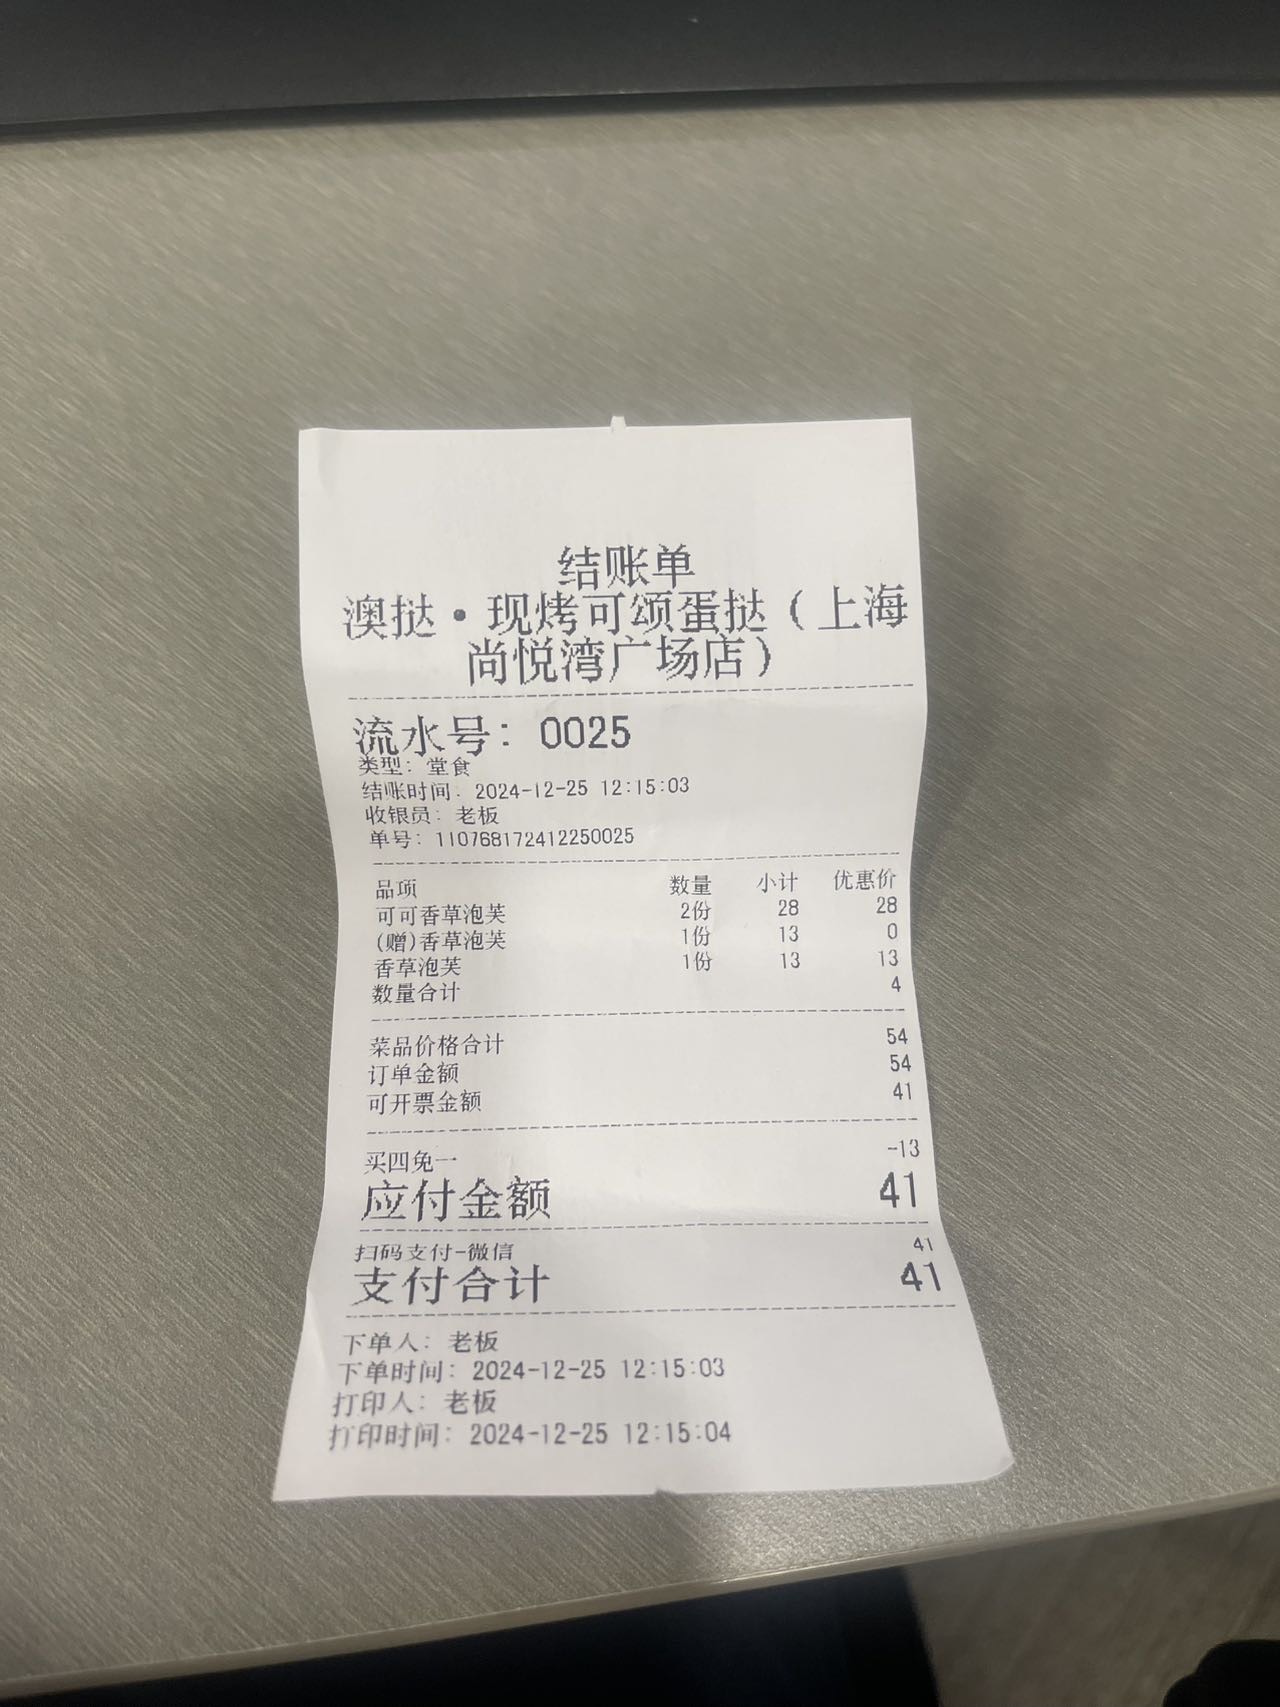 结账单
澳挞·现烤可颂蛋挞(上海
尚悦湾广场店)
流水号: 0025
类型: 堂食
结账时间: 2024-12-25 12:15:03
收银员: 老板
单号: 110768172412250025
品项 数量 小计 优惠价
可可香草泡芙 2份 28 28
(赠)香草泡芙 1份 13 0
香草泡芙 1份 13 13
数量合计 4
菜品价格合计 54
订单金额 54
可开票金额 41
买四免一 -13
应付金额 41
扫码支付-微信 41
支付合计 41
下单人: 老板
下单时间: 2024-12-25 12:15:03
打印人: 老板
打印时间: 2024-12-25 12:15:04